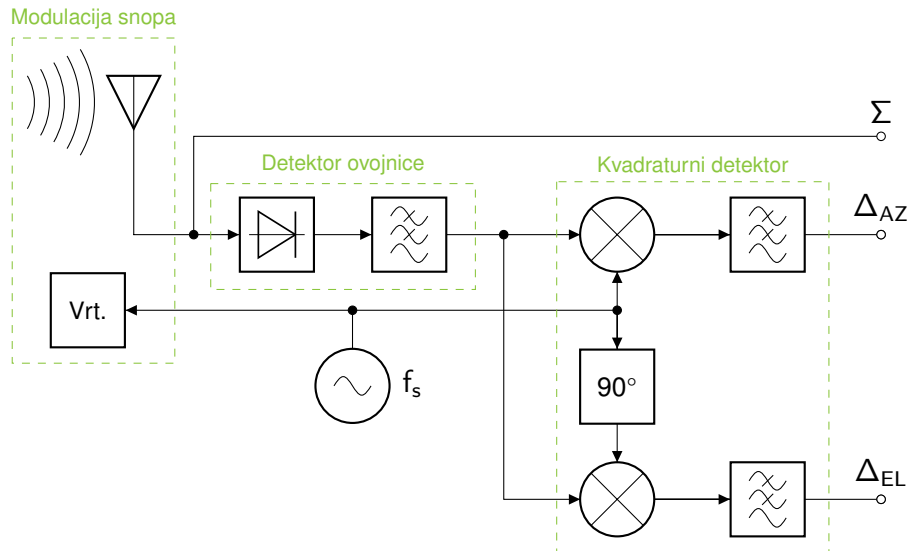 Modulacija snopa
Σ
Detektor ovojnice
Kvadraturni detektor
Δ_AZ
Vrt.
f_s
90°
Δ_EL